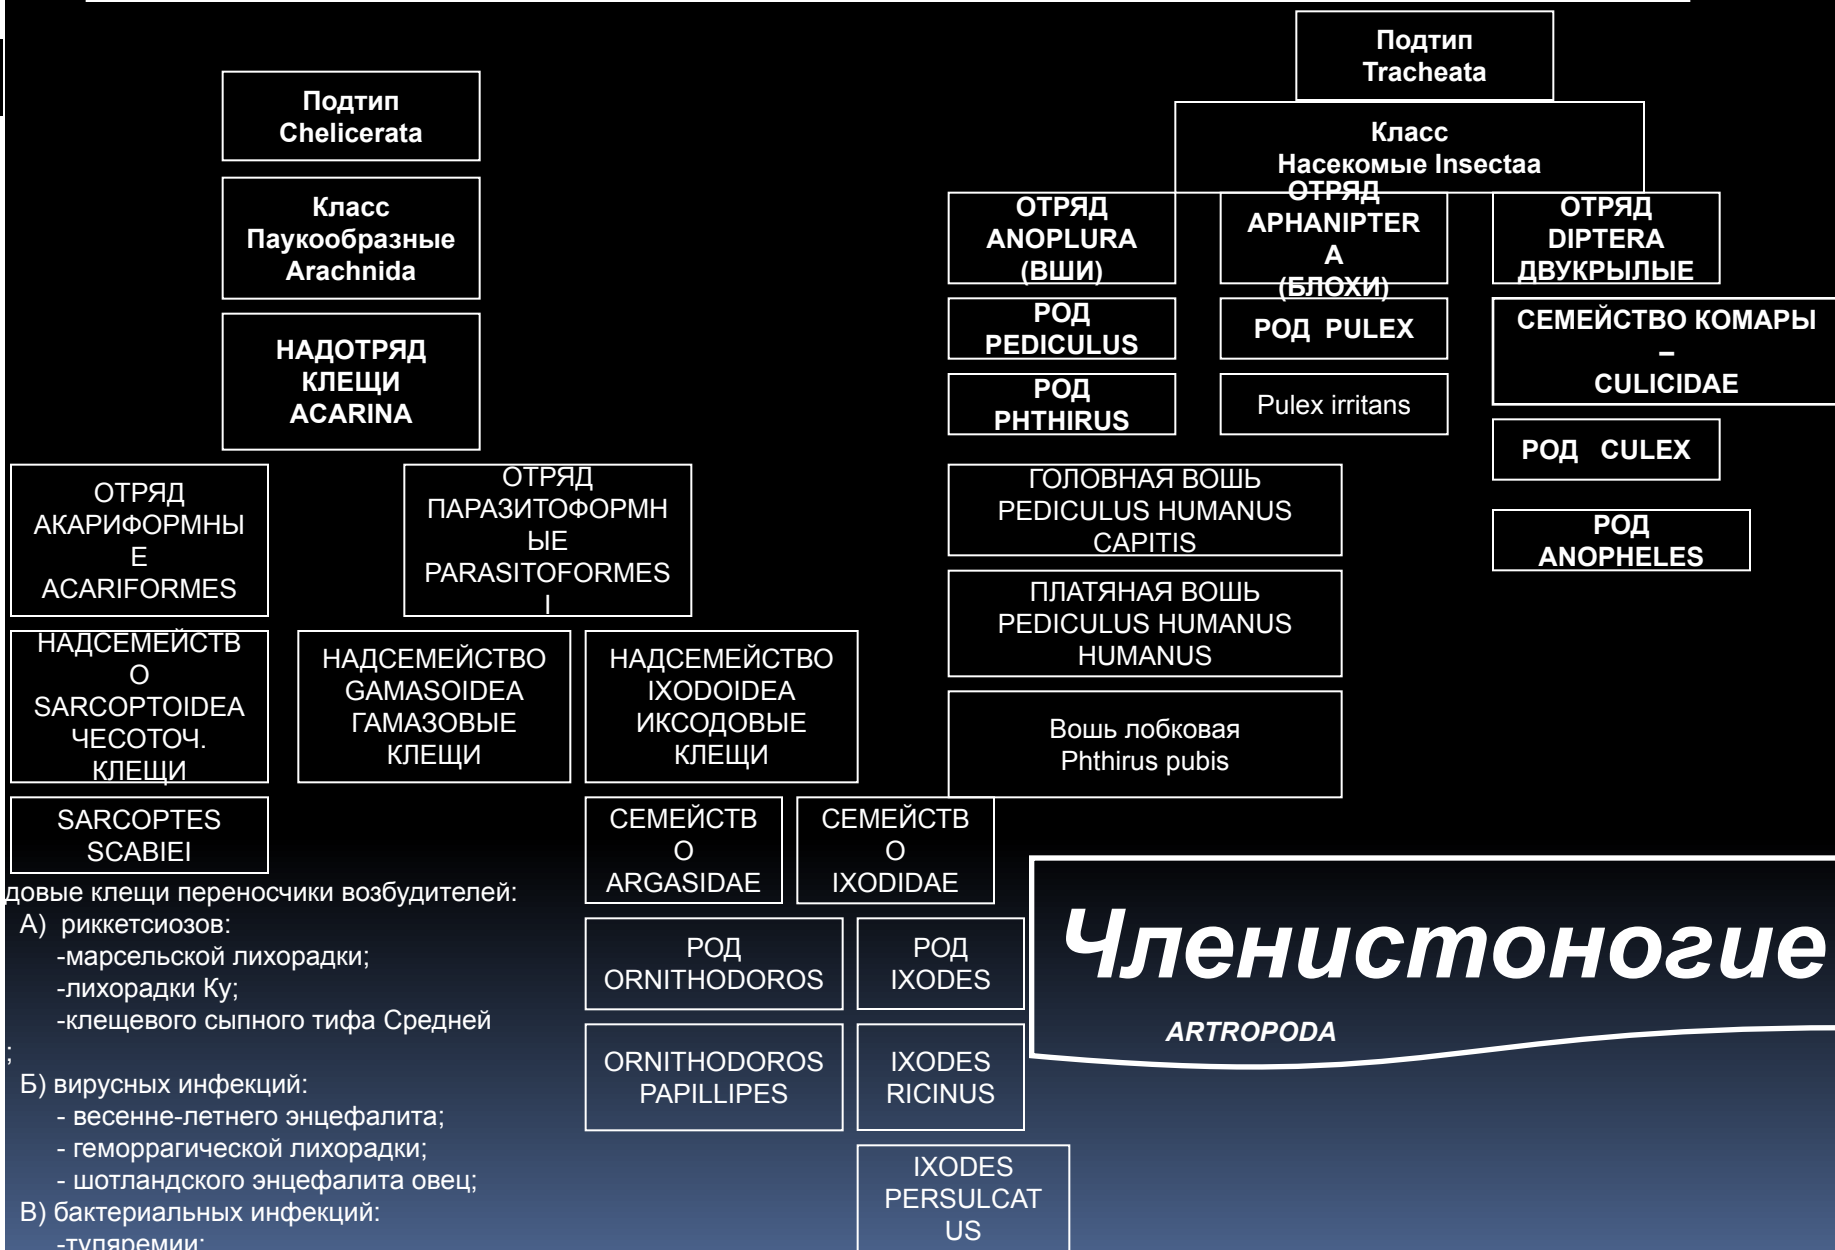 Подтип
Chelicerata
Класс
Паукообразные
Arachnida
НАДОТРЯД
КЛЕЩИ
ACARINA
ОТРЯД
АКАРИФОРМНЫ
Е
ACARIFORMES
ОТРЯД
ПАРАЗИТОФОРМН
ЫЕ
PARASITOFORMES
I
НАДСЕМЕЙСТВ
О
SARCOPTOIDEA
ЧЕСОТОЧ.
КЛЕЩИ
НАДСЕМЕЙСТВО
GAMASOIDEA
ГАМАЗОВЫЕ
КЛЕЩИ
НАДСЕМЕЙСТВО
IXODOIDEA
ИКСОДОВЫЕ
КЛЕЩИ
SARCOPTES
SCABIEI
СЕМЕЙСТВ
О
ARGASIDAE
СЕМЕЙСТВ
О
IXODIDAE
РОД
ORNITHODOROS
РОД
IXODES
ORNITHODOROS
PAPILLIPES
IXODES
RICINUS
IXODES
PERSULCAT
US
довые клещи переносчики возбудителей:
А) риккетсиозов:
-марсельской лихорадки;
-лихорадки Ку;
-клещевого сыпного тифа Средней
;
Б) вирусных инфекций:
- весенне-летнего энцефалита;
- геморрагической лихорадки;
- шотландского энцефалита овец;
В) бактериальных инфекций:
-туляремии;
Подтип
Tracheata
Класс
Насекомые Insectaa
ОТРЯД
ANOPLURA
(ВШИ)
РОД
PEDICULUS
РОД
PHTHIRUS
ОТРЯД
APHANIPTER
A
(БЛОХИ)
РОД PULEX
Pulex irritans
ОТРЯД
DIPTERA
ДВУКРЫЛЫЕ
СЕМЕЙСТВО КОМАРЫ
–
CULICIDAE
РОД CULEX
РОД
ANOPHELES
ГОЛОВНАЯ ВОШЬ
PEDICULUS HUMANUS
CAPITIS
ПЛАТЯНАЯ ВОШЬ
PEDICULUS HUMANUS
HUMANUS
Вошь лобковая
Phthirus pubis
Членистоногие
ARTROPODA